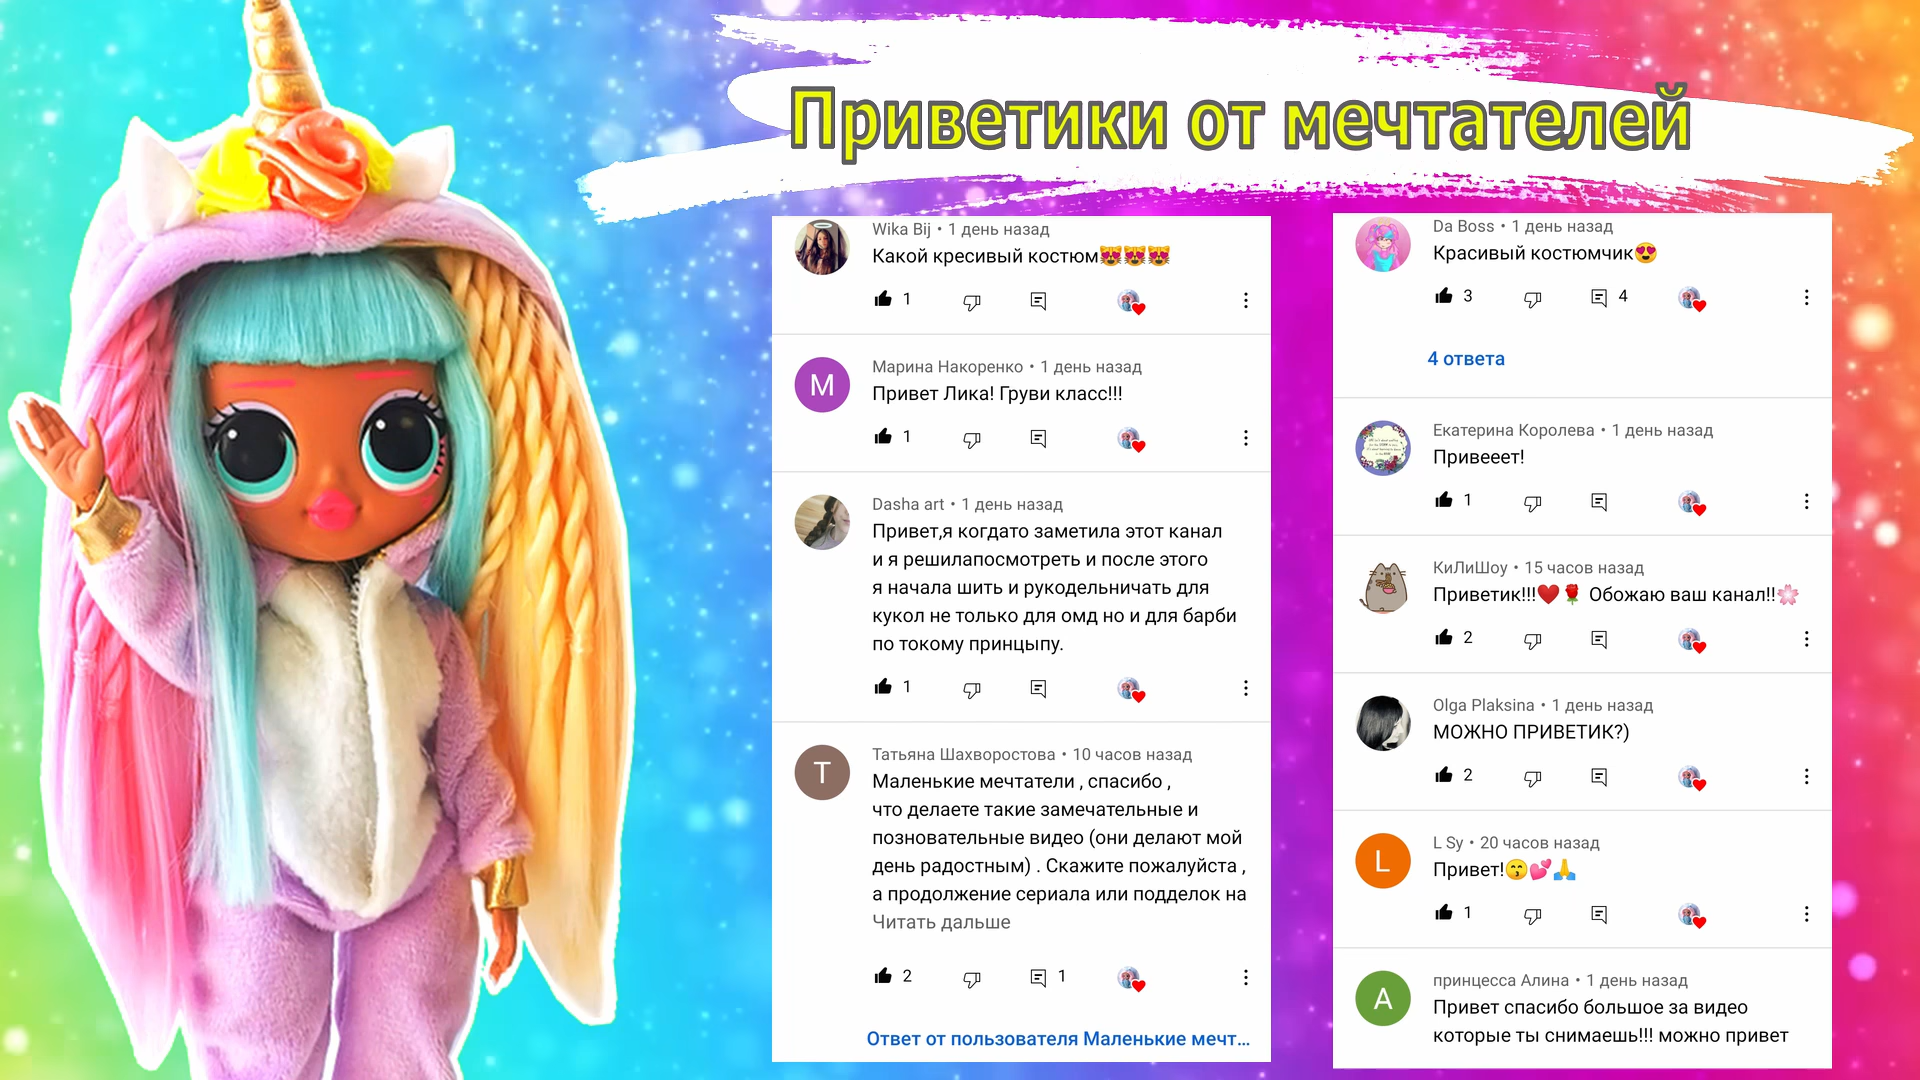 Приветики от мечтателей
Wika Bij • 1 день назад
Какой кресивый костюм😻😻😻
1
М
Марина Накоренко • 1 день назад
Привет Лика! Груви класс!!!
1
Dasha art • 1 день назад
Привет,я когдато заметила этот канал
и я решилапосмотреть и после этого
я начала шить и рукодельничать для
кукол не только для омд но и для барби
по токому принцыпу.
1
Т
Татьяна Шахворостова • 10 часов назад
Маленькие мечтатели , спасибо ,
что делаете такие замечательные и
позновательные видео (они делают мой
день радостным) . Скажите пожалуйста ,
а продолжение сериала или подделок на
Читать дальше
2 1
Ответ от пользователя Маленькие мечт...
Da Boss • 1 день назад
Красивый костюмчик😍
3 4
4 ответа
Екатерина Королева • 1 день назад
Привееет!
1
КиЛиШоу • 15 часов назад
Приветик!!!❤️🌹 Обожаю ваш канал!!🌸
2
Olga Plaksina • 1 день назад
МОЖНО ПРИВЕТИК?)
2
L
L Sy • 20 часов назад
Привет!😙💕🙏
1
А
принцесса Алина • 1 день назад
Привет спасибо большое за видео
которые ты снимаешь!!! можно привет